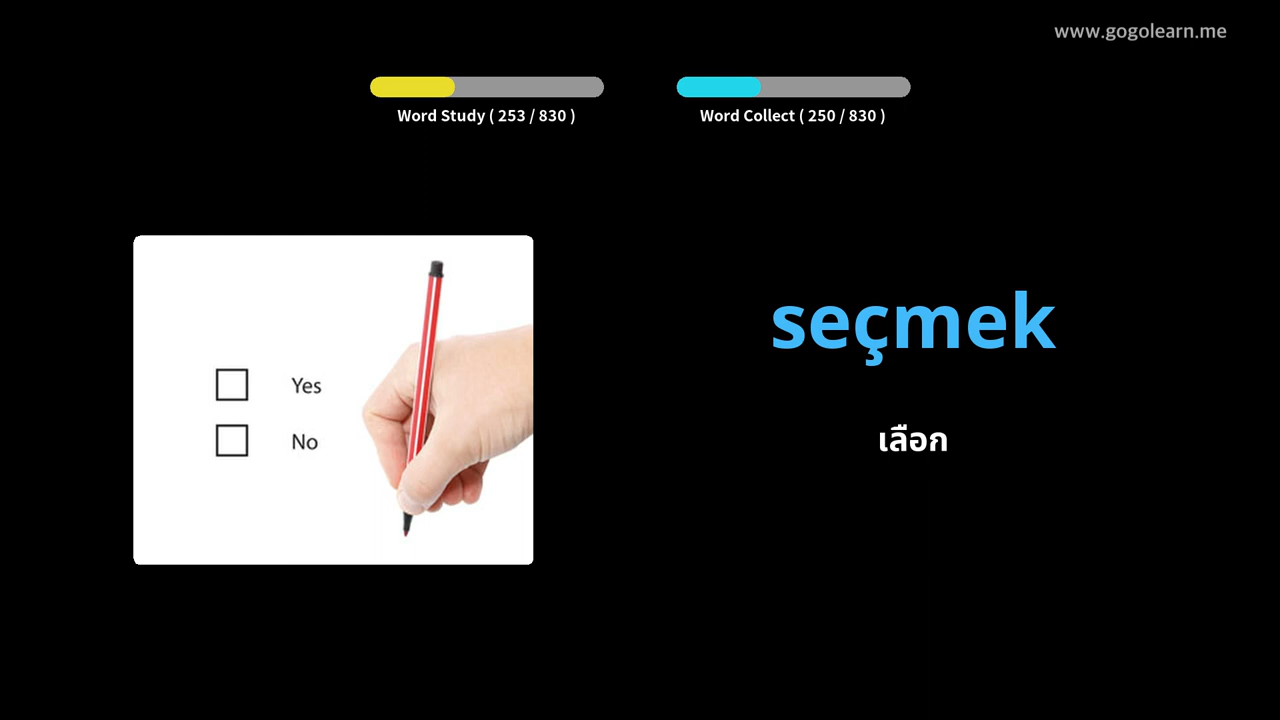 www.gogolearn.me
Word Study ( 253 / 830 )
Word Collect ( 250 / 830 )
Yes
No
seçmek
เลือก